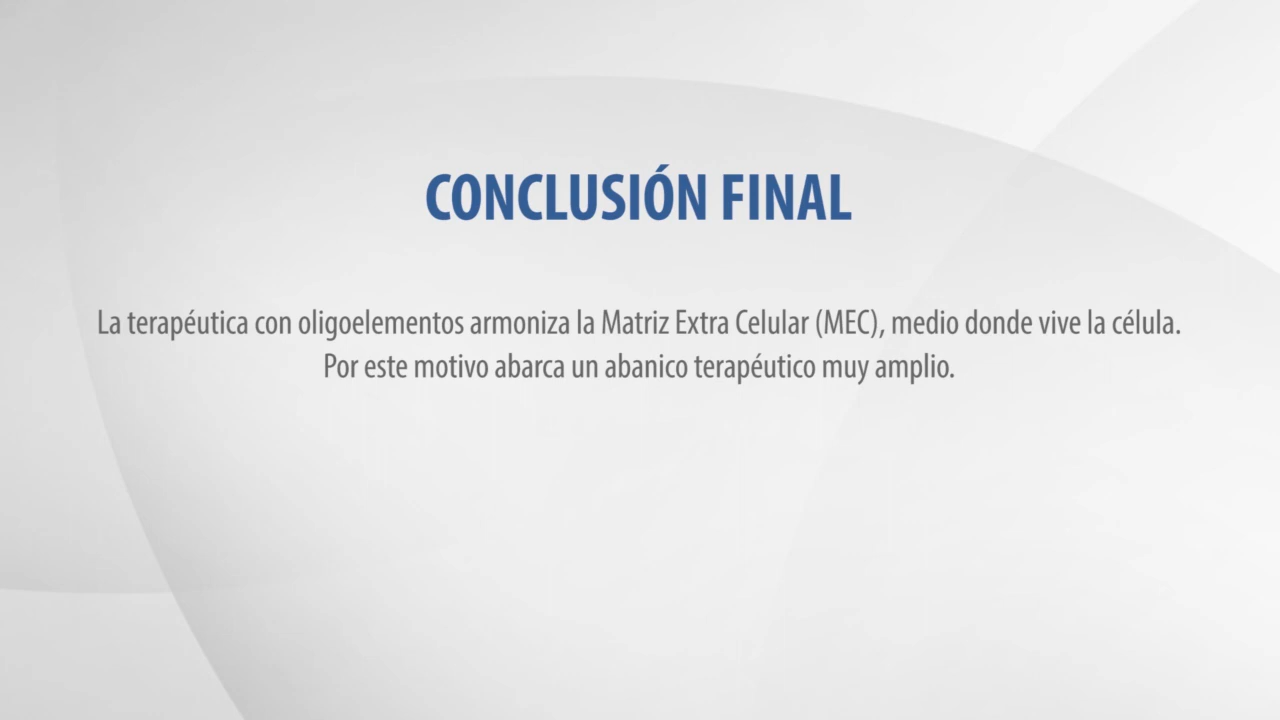 CONCLUSIÓN FINAL
La terapéutica con oligoelementos armoniza la Matriz Extra Celular (MEC), medio donde vive la célula.
Por este motivo abarca un abanico terapéutico muy amplio.